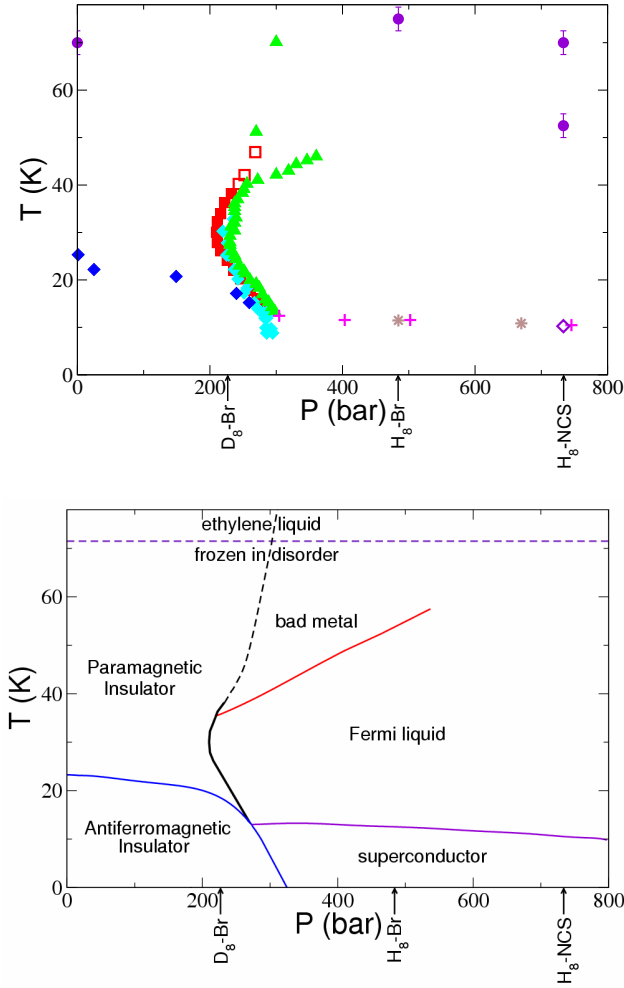 60
40
20
0
T (K)
0
200
400
600
800
P (bar)
D8-Br
H8-Br
H8-NCS
ethylene liquid
frozen in disorder
bad metal
Paramagnetic
Insulator
Fermi liquid
Antiferromagnetic
Insulator
superconductor
60
40
20
0
T (K)
0
200
400
600
800
P (bar)
D8-Br
H8-Br
H8-NCS